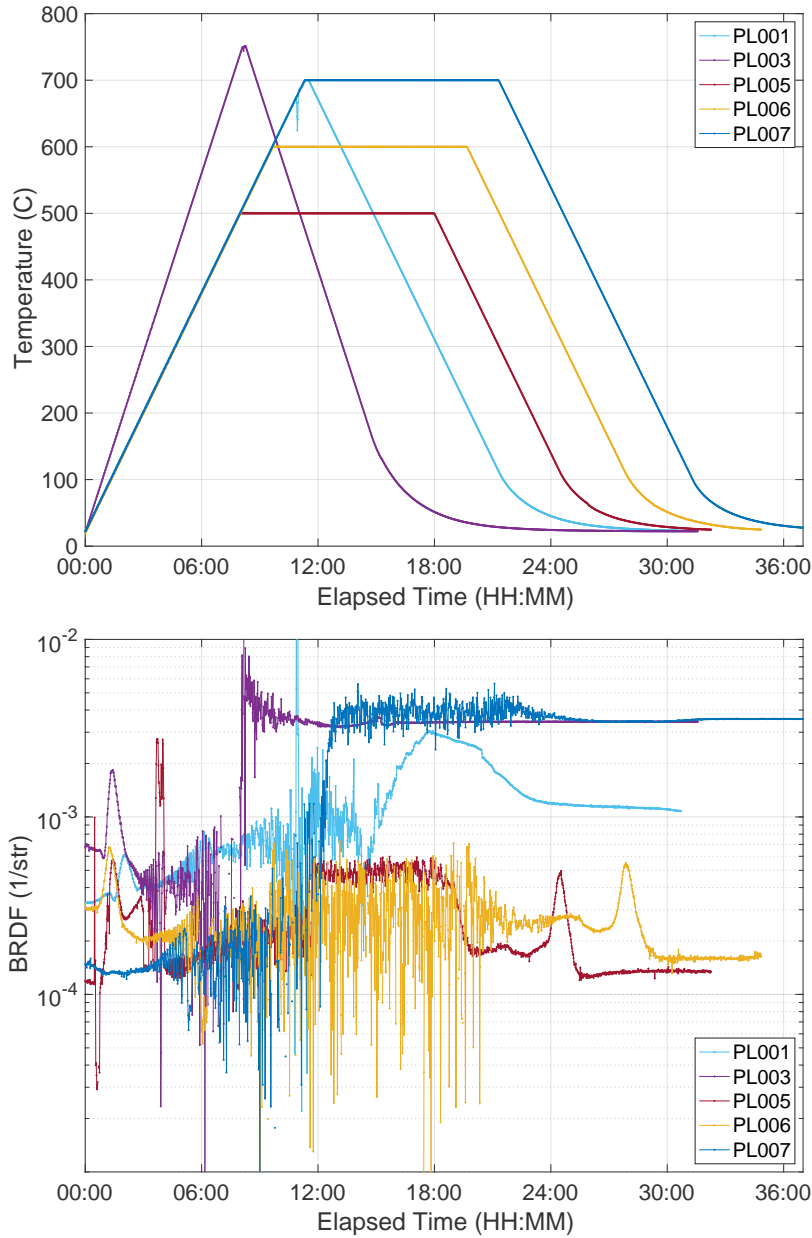 800
700
600
500
400
300
200
100
0
Temperature (C)
PL001
PL003
PL005
PL006
PL007
00:00 06:00 12:00 18:00 24:00 30:00 36:00
Elapsed Time (HH:MM)
10-2
10-3
10-4
BRDF (1/str)
PL001
PL003
PL005
PL006
PL007
00:00 06:00 12:00 18:00 24:00 30:00 36:00
Elapsed Time (HH:MM)